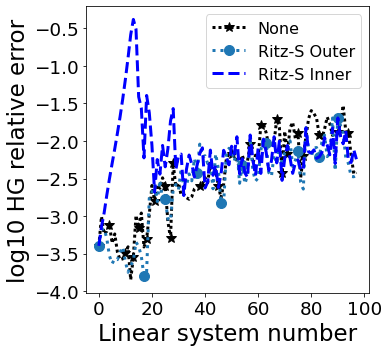 log10 HG relative error
−0.5
−1.0
−1.5
−2.0
−2.5
−3.0
−3.5
−4.0
None
Ritz-S Outer
Ritz-S Inner
0 20 40 60 80 100
Linear system number